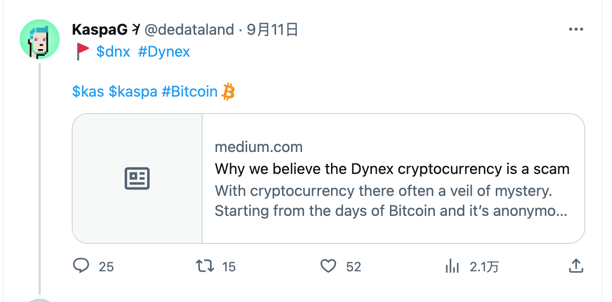 KaspaG 𐤊 @dedataland · 9月11日
🚩 $dnx #Dynex
$kas $kaspa #Bitcoin
medium.com
Why we believe the Dynex cryptocurrency is a scam
With cryptocurrency there often a veil of mystery.
Starting from the days of Bitcoin and it's anonymo...
25 15 52 2.1万